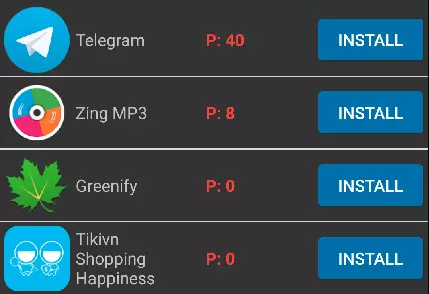 Telegram P: 40 INSTALL
Zing MP3 P: 8 INSTALL
Greenify P: 0 INSTALL
Tikivn
Shopping P: 0 INSTALL
Happiness